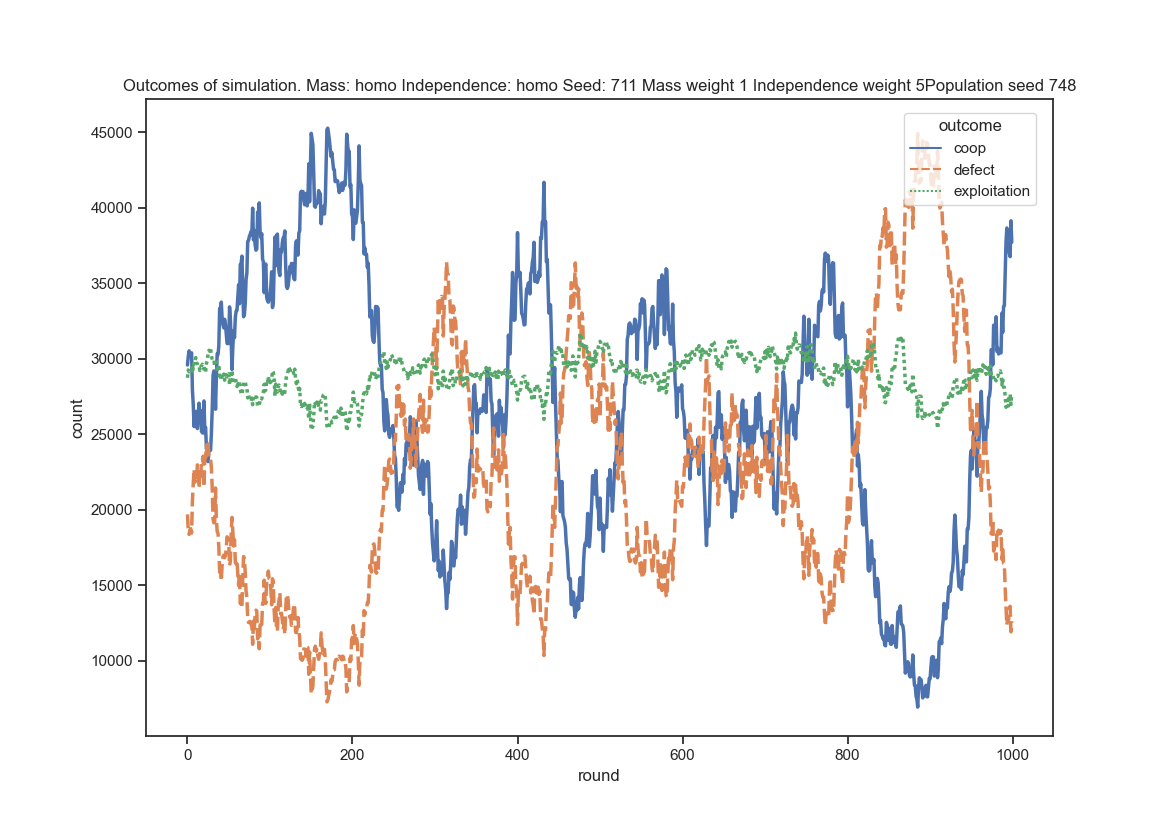 Outcomes of simulation. Mass: homo Independence: homo Seed: 711 Mass weight 1 Independence weight 5Population seed 748
outcome
coop
defect
exploitation
45000
40000
35000
30000
25000
20000
15000
10000
count
0
200
400
600
800
1000
round